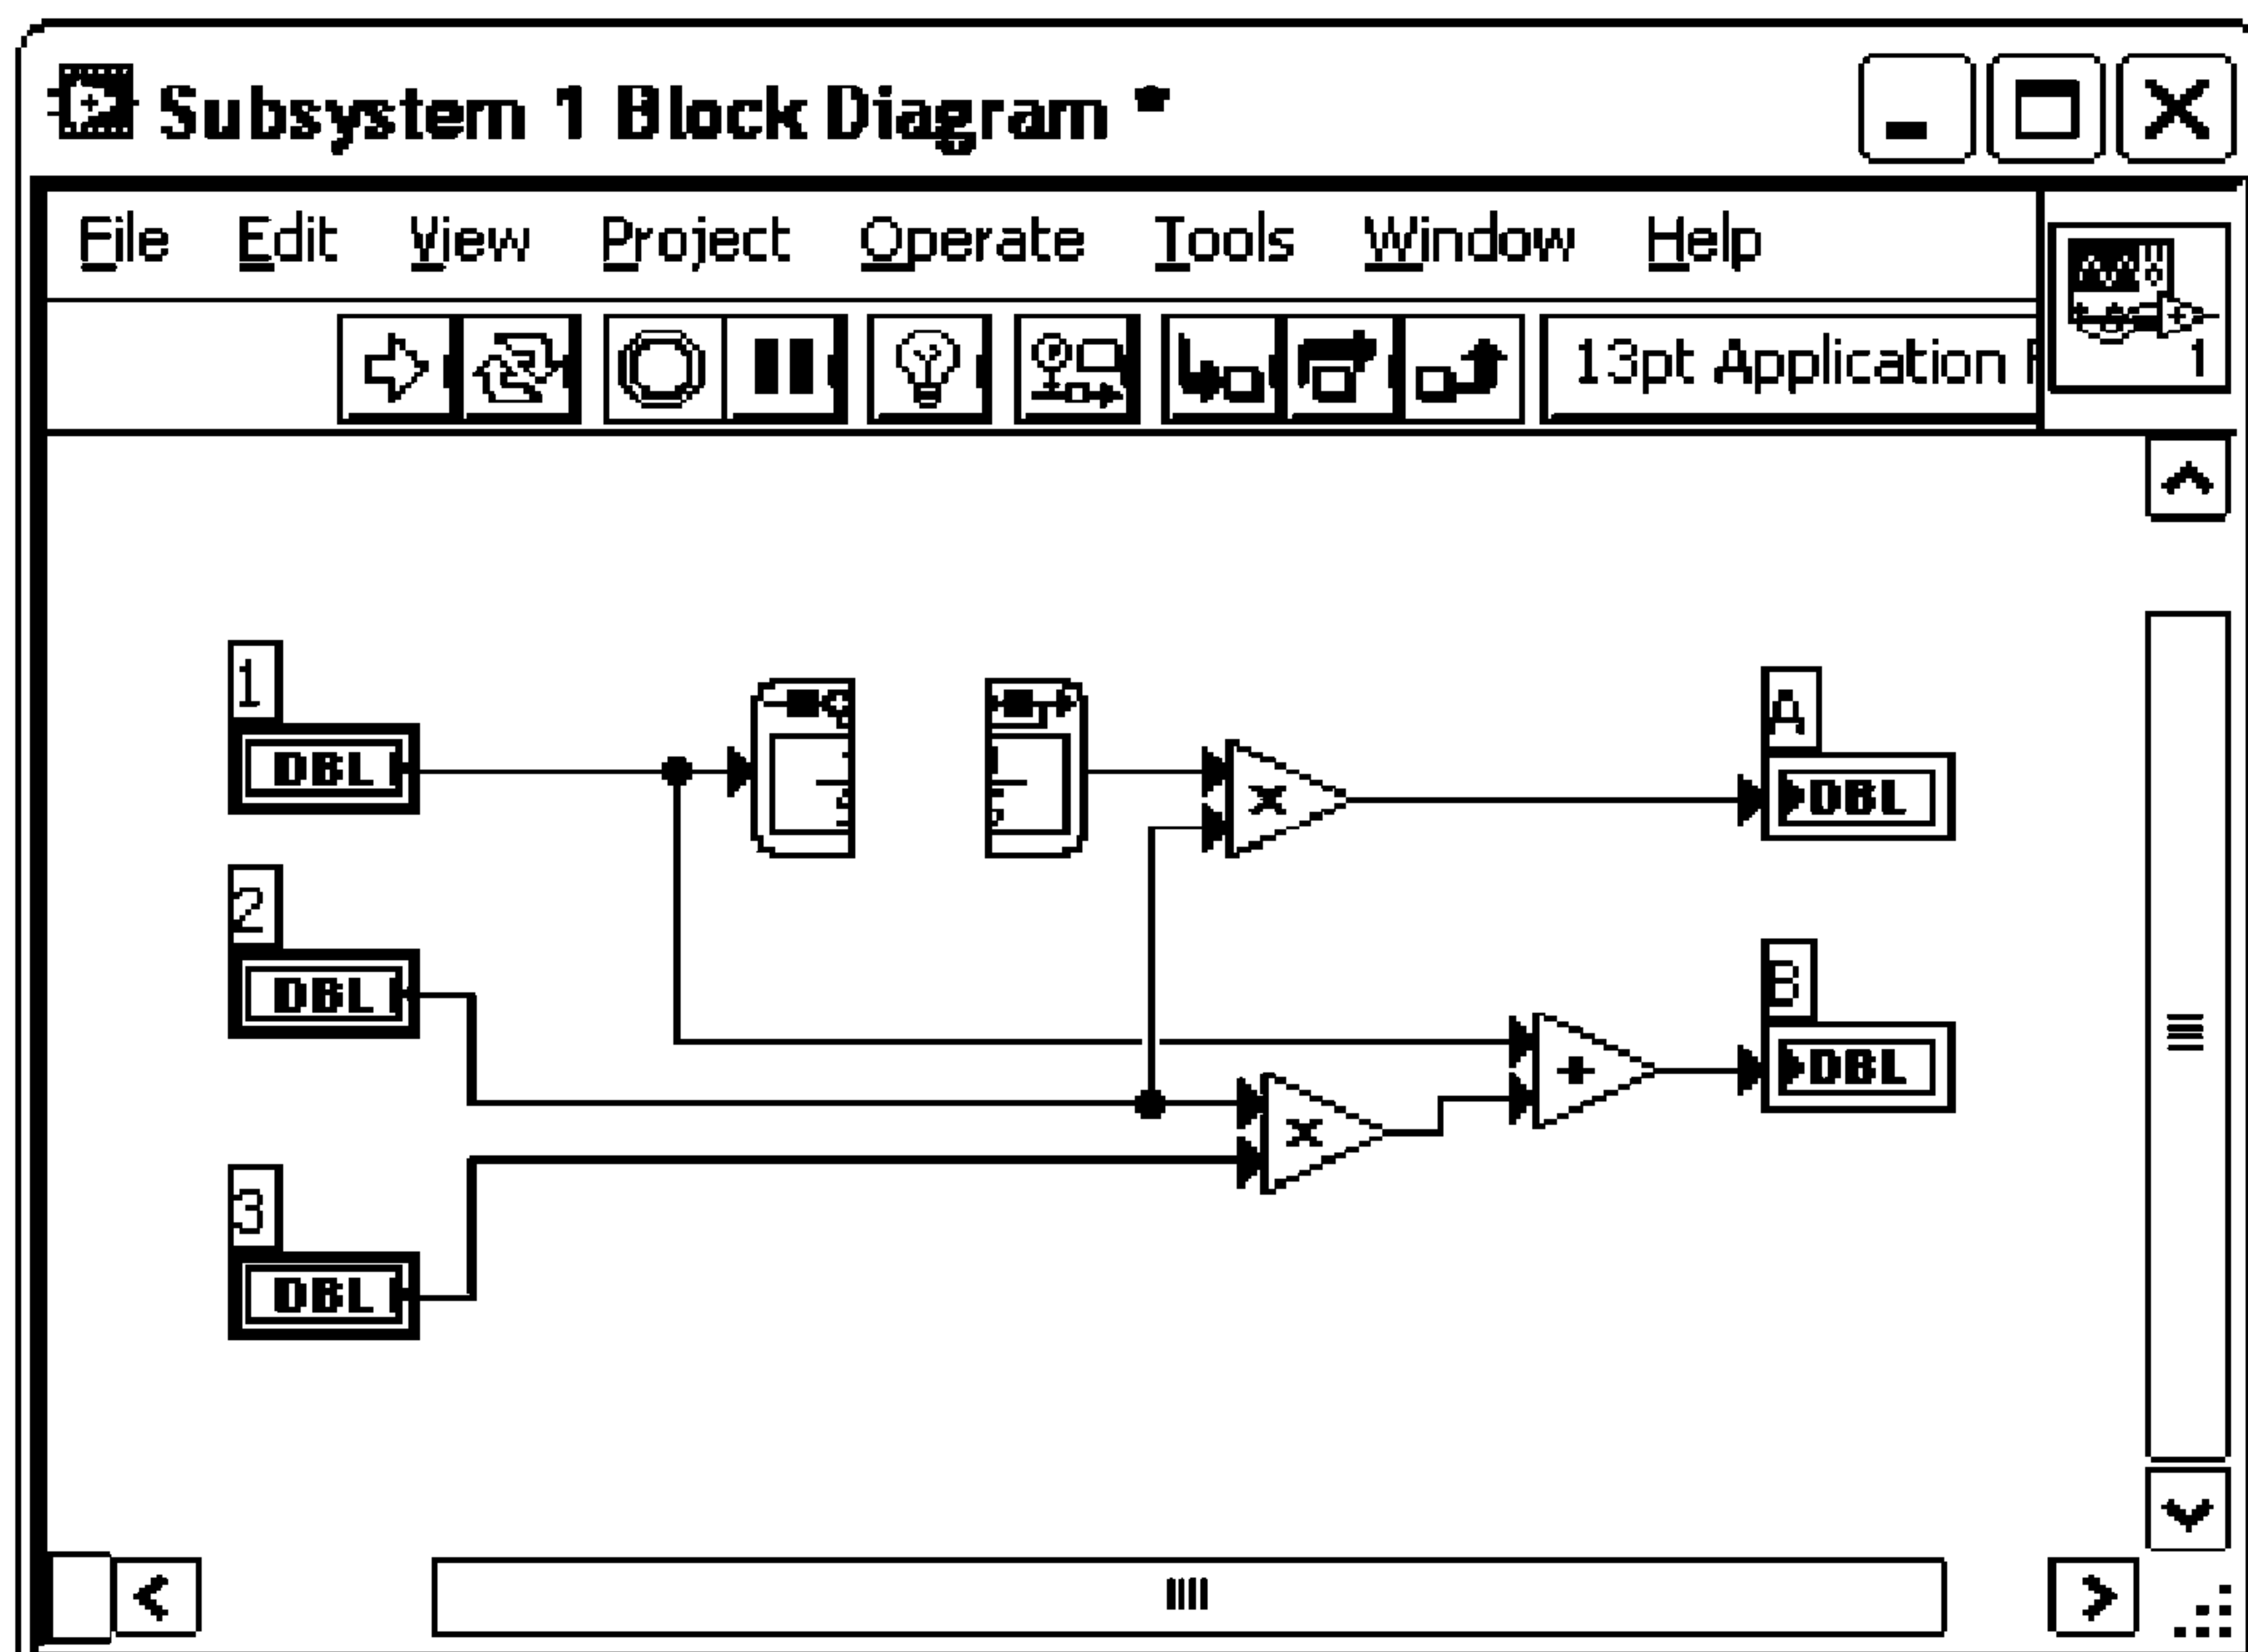 Subsystem 1 Block Diagram *
File Edit View Project Operate Tools Window Help
13pt Application
1
1
DBL
2
DBL
3
DBL
x
A
DBL
B
DBL
+
x